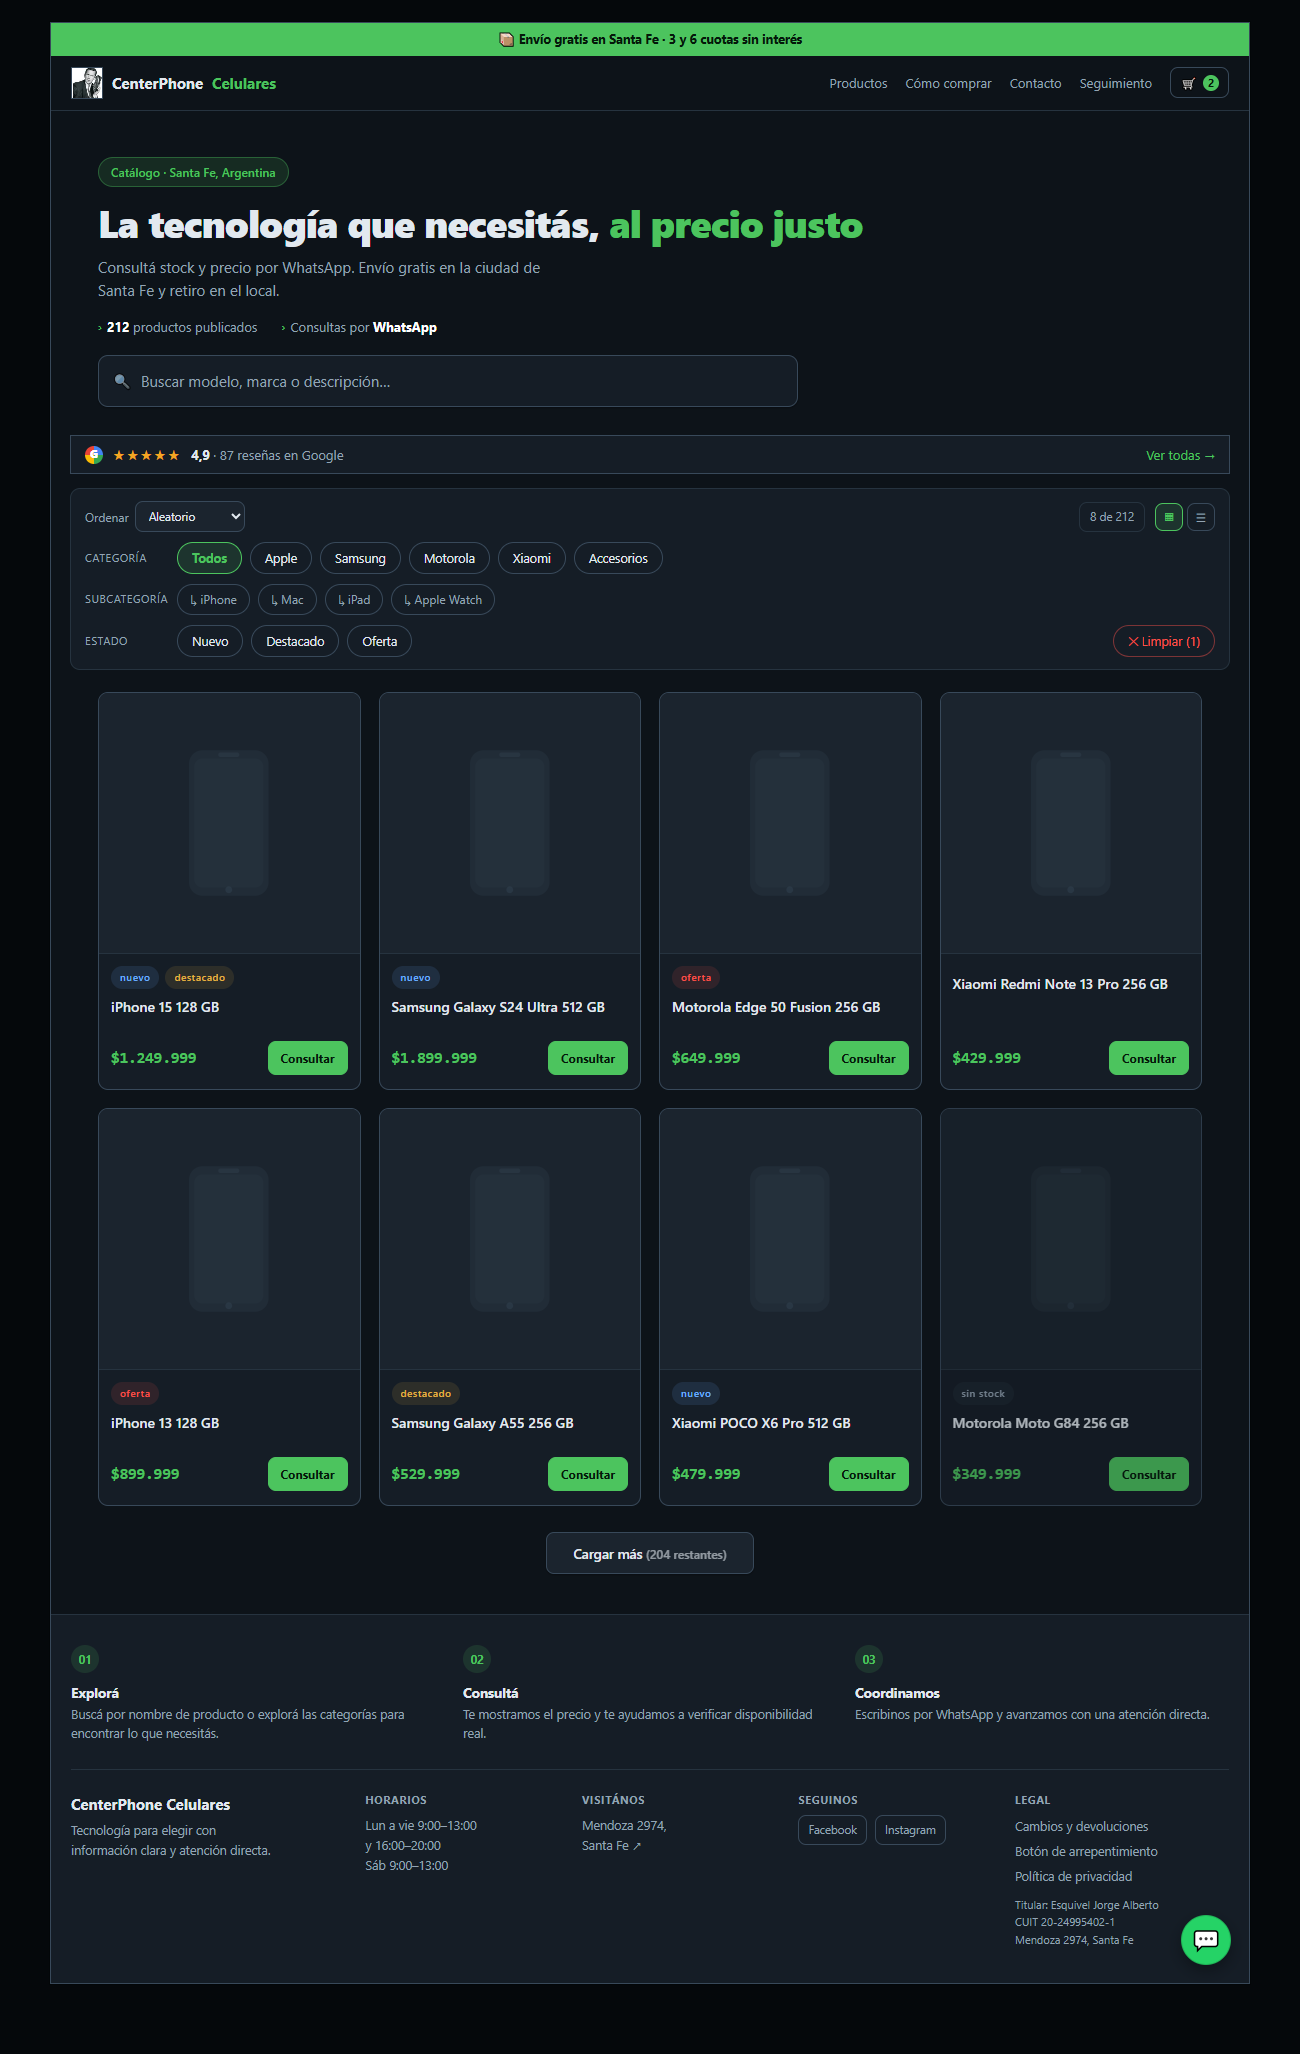 📦 Envío gratis en Santa Fe · 3 y 6 cuotas sin interés
CenterPhone Celulares
Productos Cómo comprar Contacto Seguimiento 🛒 2
Catálogo · Santa Fe, Argentina
La tecnología que necesitás, al precio justo
Consultá stock y precio por WhatsApp. Envío gratis en la ciudad de
Santa Fe y retiro en el local.
› 212 productos publicados › Consultas por WhatsApp
🔍 Buscar modelo, marca o descripción...
G ★★★★★ 4,9 · 87 reseñas en Google Ver todas →
Ordenar Aleatorio 8 de 212
CATEGORÍA Todos Apple Samsung Motorola Xiaomi Accesorios
SUBCATEGORÍA ↳ iPhone ↳ Mac ↳ iPad ↳ Apple Watch
ESTADO Nuevo Destacado Oferta ✕ Limpiar (1)
nuevo destacado
iPhone 15 128 GB
$1.249.999 Consultar
nuevo
Samsung Galaxy S24 Ultra 512 GB
$1.899.999 Consultar
oferta
Motorola Edge 50 Fusion 256 GB
$649.999 Consultar
Xiaomi Redmi Note 13 Pro 256 GB
$429.999 Consultar
oferta
iPhone 13 128 GB
$899.999 Consultar
destacado
Samsung Galaxy A55 256 GB
$529.999 Consultar
nuevo
Xiaomi POCO X6 Pro 512 GB
$479.999 Consultar
sin stock
Motorola Moto G84 256 GB
$349.999 Consultar
Cargar más (204 restantes)
01
Explorá
Buscá por nombre de producto o explorá las categorías para
encontrar lo que necesitás.
02
Consultá
Te mostramos el precio y te ayudamos a verificar disponibilidad
real.
03
Coordinamos
Escribinos por WhatsApp y avanzamos con una atención directa.
CenterPhone Celulares
Tecnología para elegir con
información clara y atención directa.
HORARIOS
Lun a vie 9:00–13:00
y 16:00–20:00
Sáb 9:00–13:00
VISITÁNOS
Mendoza 2974,
Santa Fe ↗
SEGUINOS
Facebook Instagram
LEGAL
Cambios y devoluciones
Botón de arrepentimiento
Política de privacidad
Titular: Esquivel Jorge Alberto
CUIT 20-24995402-1
Mendoza 2974, Santa Fe